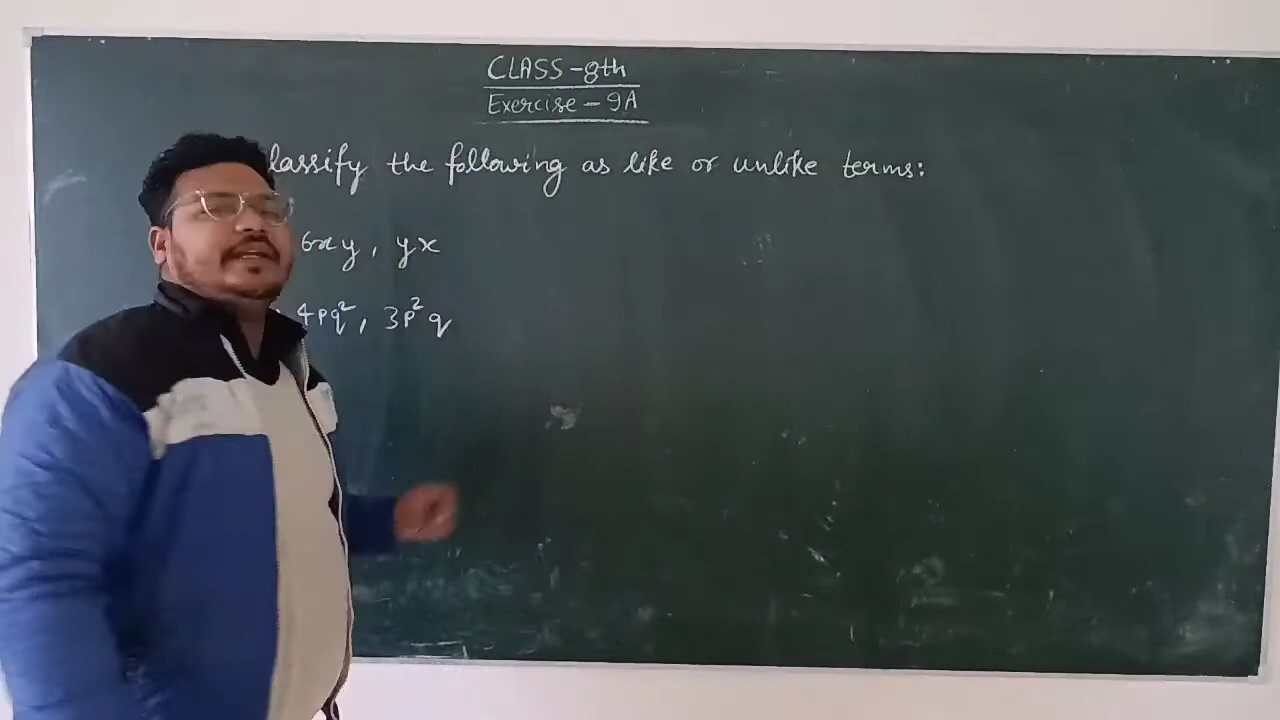 CLASS-8th
Exercise-9A
lassify the following as like or unlike terms:
6xy, yx
4pq², 3p²q